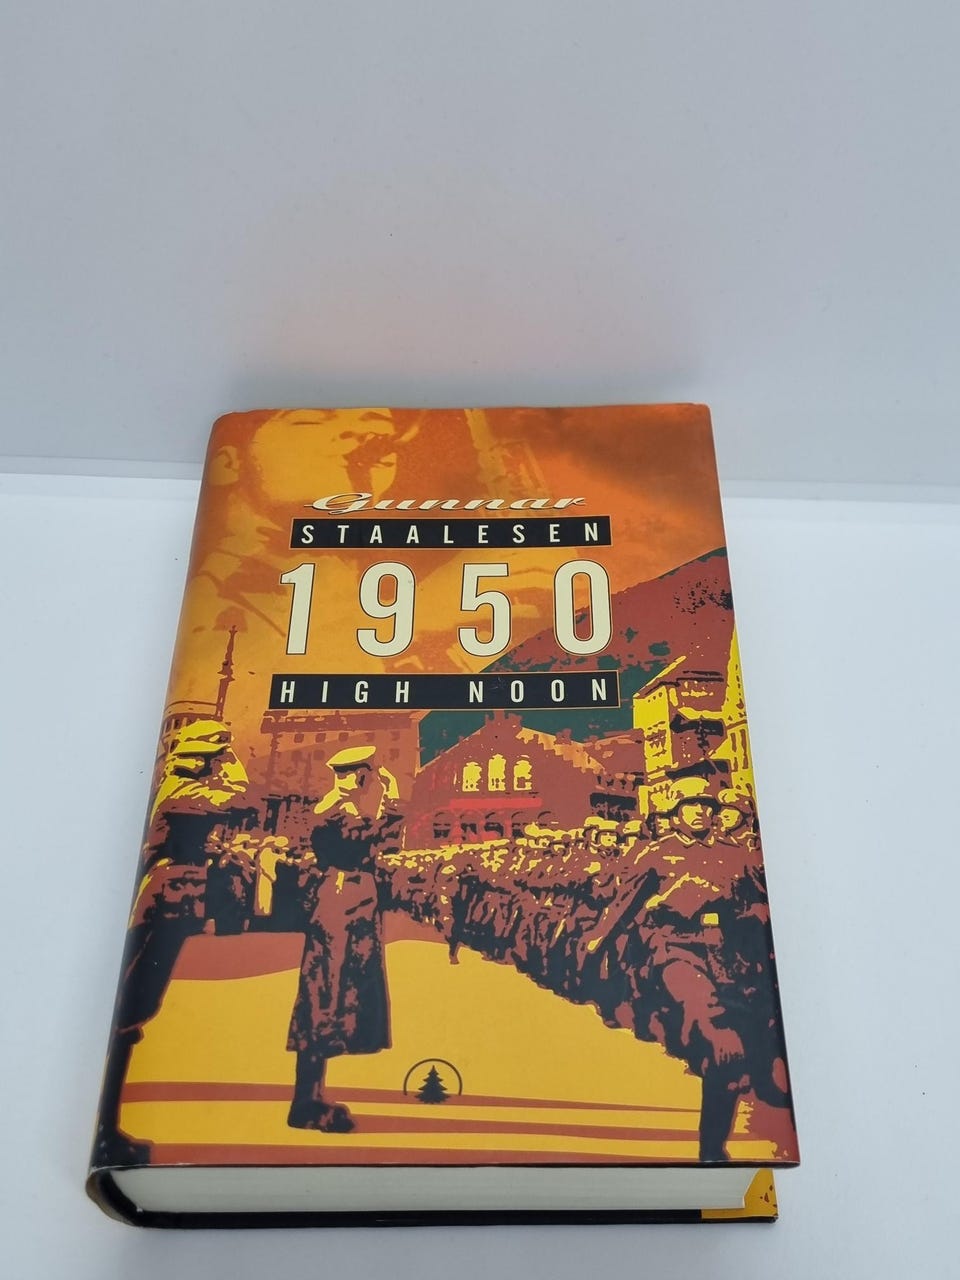 Gunnar
STAALESEN
1950
HIGH NOON